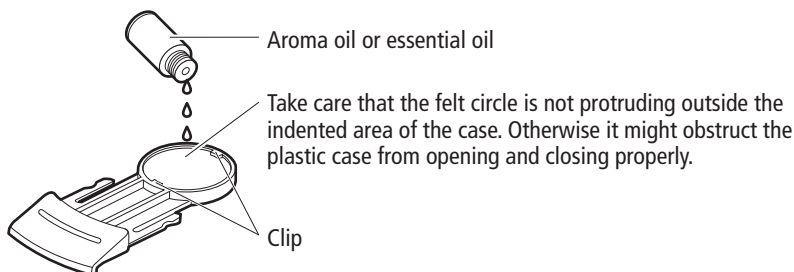 Aroma oil or essential oil
Take care that the felt circle is not protruding outside the
indented area of the case. Otherwise it might obstruct the
plastic case from opening and closing properly.
Clip